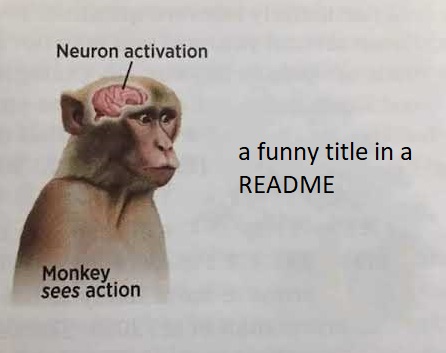 Neuron activation
a funny title in a
README
Monkey
sees action